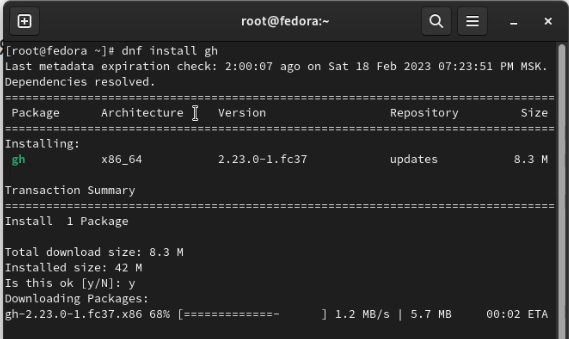 root@fedora:~
[root@fedora ~]# dnf install gh
Last metadata expiration check: 2:00:07 ago on Sat 18 Feb 2023 07:23:51 PM MSK.
Dependencies resolved.
================================================================================
Package Architecture Version Repository Size
================================================================================
Installing:
gh x86_64 2.23.0-1.fc37 updates 8.3 M
Transaction Summary
================================================================================
Install 1 Package
Total download size: 8.3 M
Installed size: 42 M
Is this ok [y/N]: y
Downloading Packages:
gh-2.23.0-1.fc37.x86 68% [=============- ] 1.2 MB/s | 5.7 MB 00:02 ETA